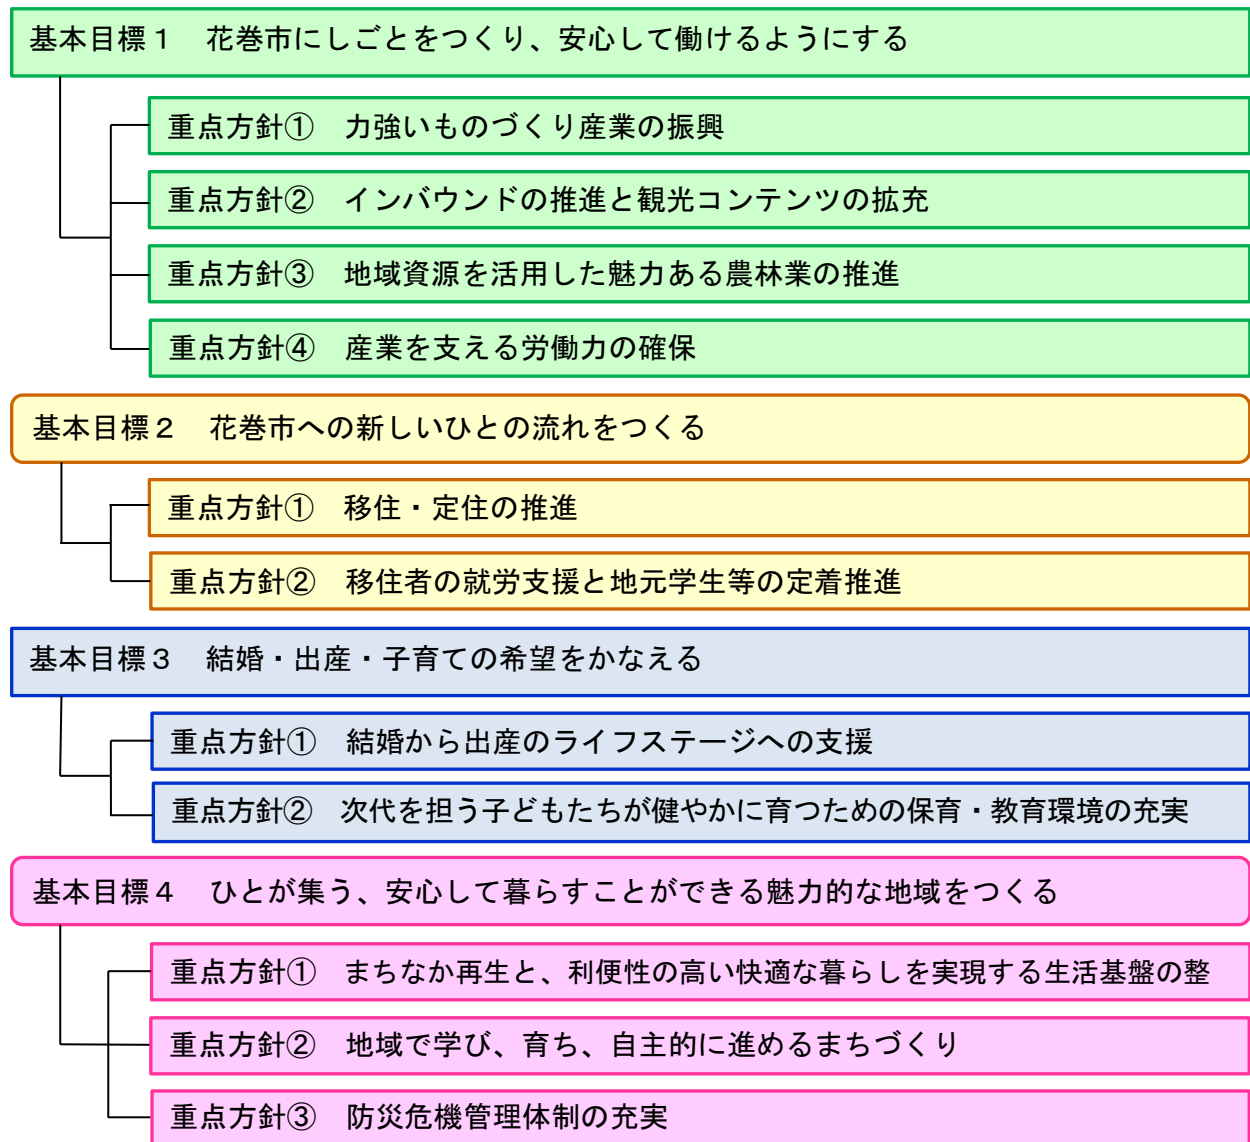 基本目標１　花巻市にしごとをつくり、安心して働けるようにする
重点方針①　力強いものづくり産業の振興
重点方針②　インバウンドの推進と観光コンテンツの拡充
重点方針③　地域資源を活用した魅力ある農林業の推進
重点方針④　産業を支える労働力の確保
基本目標２　花巻市への新しいひとの流れをつくる
重点方針①　移住・定住の推進
重点方針②　移住者の就労支援と地元学生等の定着推進
基本目標３　結婚・出産・子育ての希望をかなえる
重点方針①　結婚から出産のライフステージへの支援
重点方針②　次代を担う子どもたちが健やかに育つための保育・教育環境の充実
基本目標４　ひとが集う、安心して暮らすことができる魅力的な地域をつくる
重点方針①　まちなか再生と、利便性の高い快適な暮らしを実現する生活基盤の整
重点方針②　地域で学び、育ち、自主的に進めるまちづくり
重点方針③　防災危機管理体制の充実